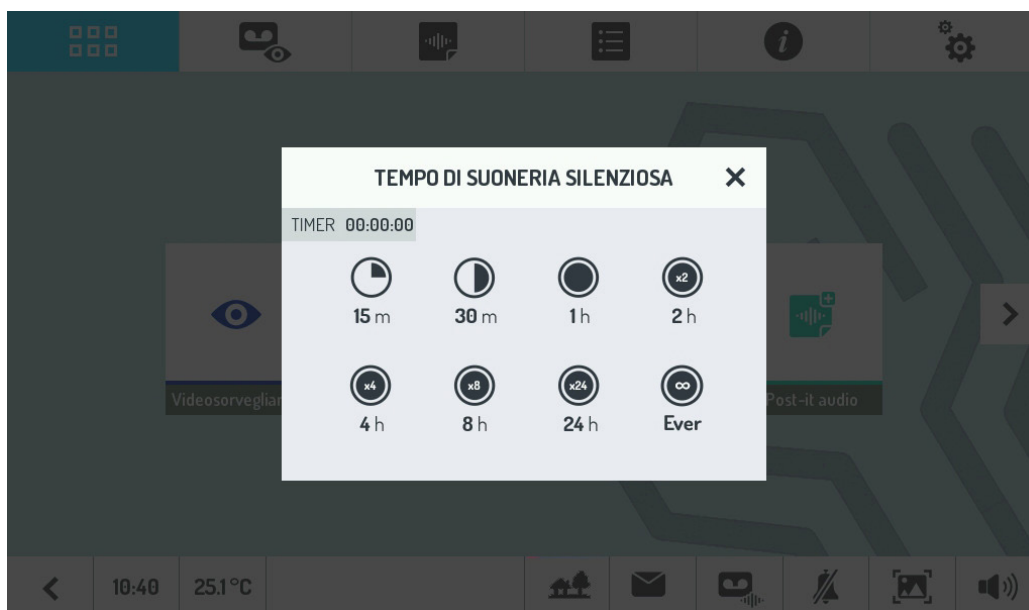 TEMPO DI SUONERIA SILENZIOSA
TIMER 00:00:00
15 m
30 m
1 h
x2
2 h
x4
4 h
x8
8 h
x24
24 h
Ever
Videosorveglian
Post-it audio
10:40
25.1 °C